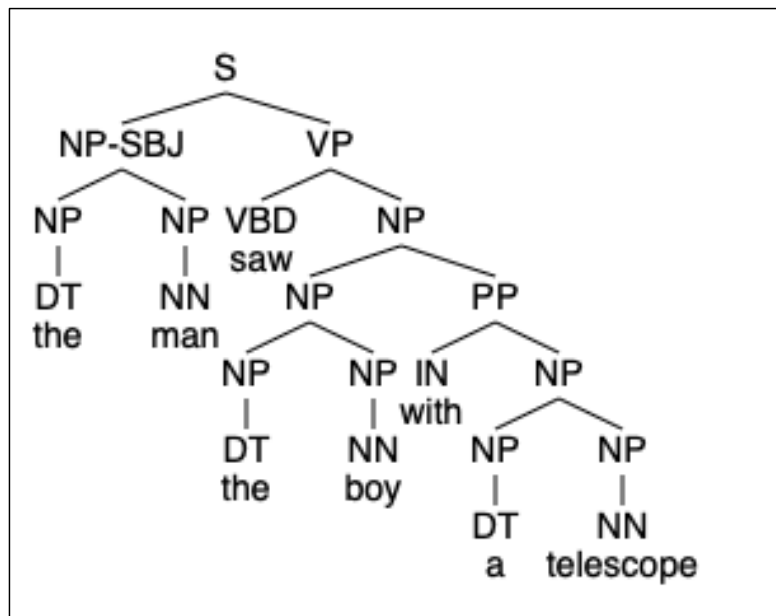 S
NP-SBJ VP
NP NP VBD NP
saw
DT NN NP PP
the man
NP NP IN NP
with
DT NN NP NP
the boy
DT NN
a telescope